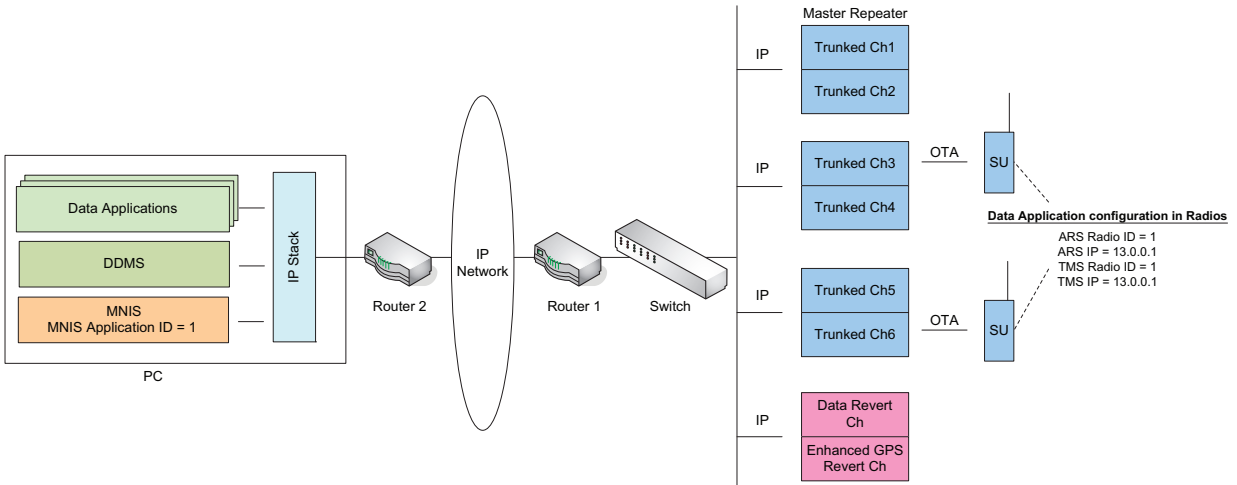 Data Applications
DDMS
MNIS
MNIS Application ID = 1
IP Stack
PC
Router 2
IP
Network
Router 1
Switch
Master Repeater
IP
Trunked Ch1
Trunked Ch2
IP
Trunked Ch3
Trunked Ch4
OTA
SU
IP
Trunked Ch5
Trunked Ch6
OTA
SU
IP
Data Revert
Ch
Enhanced GPS
Revert Ch
Data Application configuration in Radios
ARS Radio ID = 1
ARS IP = 13.0.0.1
TMS Radio ID = 1
TMS IP = 13.0.0.1